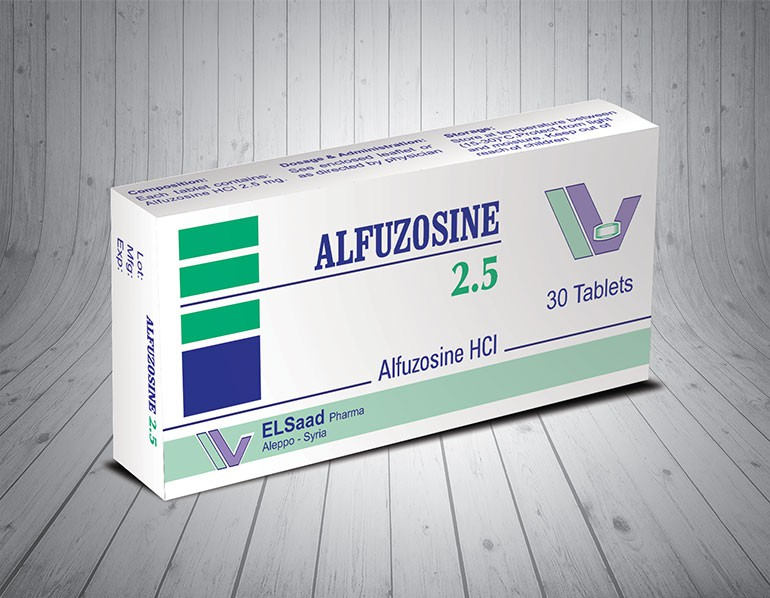 Composition:
Each tablet contains:
Alfuzosine HCl 2.5 mg
Dosage & Administration:
See enclosed leaflet or
as directed by physician
Storage:
Store at temperature between
(15-30)°C,Protect from light
and moisture. Keep out of
reach of children
Lot:
Mfg:
Exp:
ALFUZOSINE 2.5
ALFUZOSINE
2.5
30 Tablets
Alfuzosine HCl
ELSaad Pharma
Aleppo - Syria